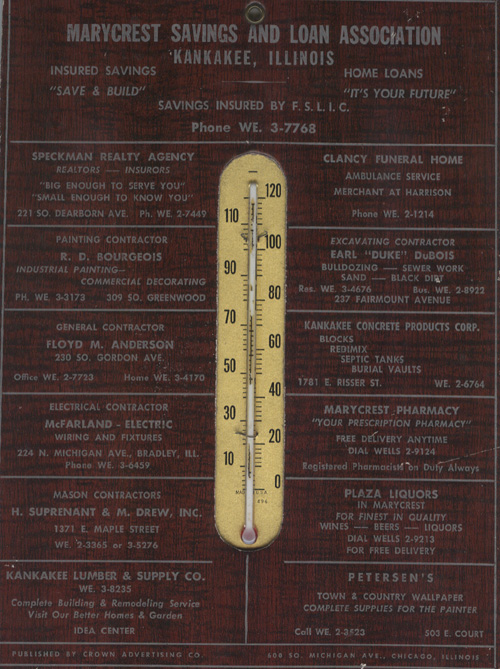 MARYCREST SAVINGS AND LOAN ASSOCIATION
KANKAKEE, ILLINOIS
INSURED SAVINGS
"SAVE & BUILD"
HOME LOANS
"IT'S YOUR FUTURE"
SAVINGS INSURED BY F.S.L.I.C.
Phone WE. 3-7768
SPECKMAN REALTY AGENCY
REALTORS — INSURORS
"BIG ENOUGH TO SERVE YOU"
"SMALL ENOUGH TO KNOW YOU"
221 SO. DEARBORN AVE. Ph. WE. 2-7449
PAINTING CONTRACTOR
R. D. BOURGEOIS
INDUSTRIAL PAINTING—
COMMERCIAL DECORATING
PH. WE. 3-3173 309 SO. GREENWOOD
GENERAL CONTRACTOR
FLOYD M. ANDERSON
230 SO. GORDON AVE.
Office WE. 2-7733 Home WE. 3-4170
ELECTRICAL CONTRACTOR
McFARLAND - ELECTRIC
WIRING AND FIXTURES
224 N. MICHIGAN AVE., BRADLEY, ILL.
Phone WE. 3-6459
MASON CONTRACTORS
H. SUPRENANT & M. DREW, INC.
1371 E. MAPLE STREET
WE. 2-3365 or 3-5276
KANKAKEE LUMBER & SUPPLY CO.
WE. 3-8235
Complete Building & Remodeling Service
Visit Our Better Homes & Garden
IDEA CENTER
120
110
100
90
80
70
60
50
40
30
20
10
0
CLANCY FUNERAL HOME
AMBULANCE SERVICE
MERCHANT AT HARRISON
Phone WE. 2-1214
EXCAVATING CONTRACTOR
EARL "DUKE" DuBOIS
BULLDOZING — SEWER WORK
SAND — BLACK DIRT
Res. WE. 3-4676 Bus. WE. 2-8922
237 FAIRMOUNT AVENUE
KANKAKEE CONCRETE PRODUCTS CORP.
BLOCKS
REDIMIX
SEPTIC TANKS
BURIAL VAULTS
1781 E. RISSER ST. WE. 2-6764
MARYCREST PHARMACY
"YOUR PRESCRIPTION PHARMACY"
FREE DELIVERY ANYTIME
DIAL WELLS 2-9124
Registered Pharmacists on Duty Always
PLAZA LIQUORS
IN MARYCREST
FOR FINEST IN QUALITY
WINES — BEERS — LIQUORS
DIAL WELLS 2-9213
FOR FREE DELIVERY
PETERSEN'S
TOWN & COUNTRY WALLPAPER
COMPLETE SUPPLIES FOR THE PAINTER
Call WE. 2-3823 503 E. COURT
PUBLISHED BY CROWN ADVERTISING CO. 608 SO. MICHIGAN AVE., CHICAGO, ILLINOIS